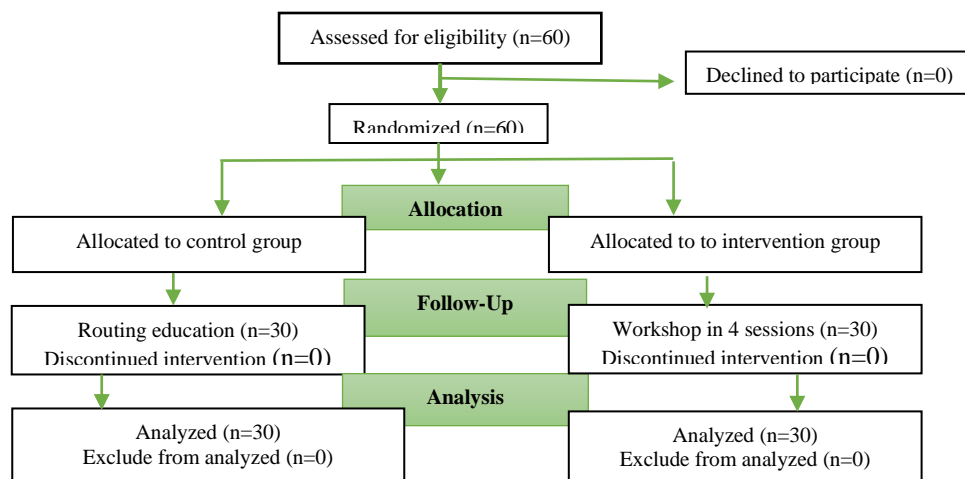 Assessed for eligibility (n=60)
Declined to participate (n=0)
Randomized (n=60)
Allocation
Allocated to control group
Allocated to to intervention group
Follow-Up
Routing education (n=30)
Discontinued intervention (n=0)
Workshop in 4 sessions (n=30)
Discontinued intervention (n=0)
Analysis
Analyzed (n=30)
Exclude from analyzed (n=0)
Analyzed (n=30)
Exclude from analyzed (n=0)